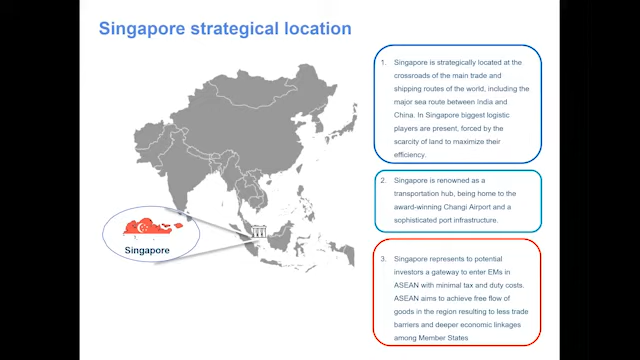 Singapore strategical location
1. Singapore is strategically located at the
crossroads of the main trade and
shipping routes of the world, including the
major sea route between India and
China. In Singapore biggest logistic
players are present, forced by the
scarcity of land to maximize their
efficiency.
2. Singapore is renowned as a
transportation hub, being home to the
award-winning Changi Airport and a
sophisticated port infrastructure.
Singapore
3. Singapore represents to potential
investors a gateway to enter EMs in
ASEAN with minimal tax and duty costs.
ASEAN aims to achieve free flow of
goods in the region resulting to less trade
barriers and deeper economic linkages
among Member States